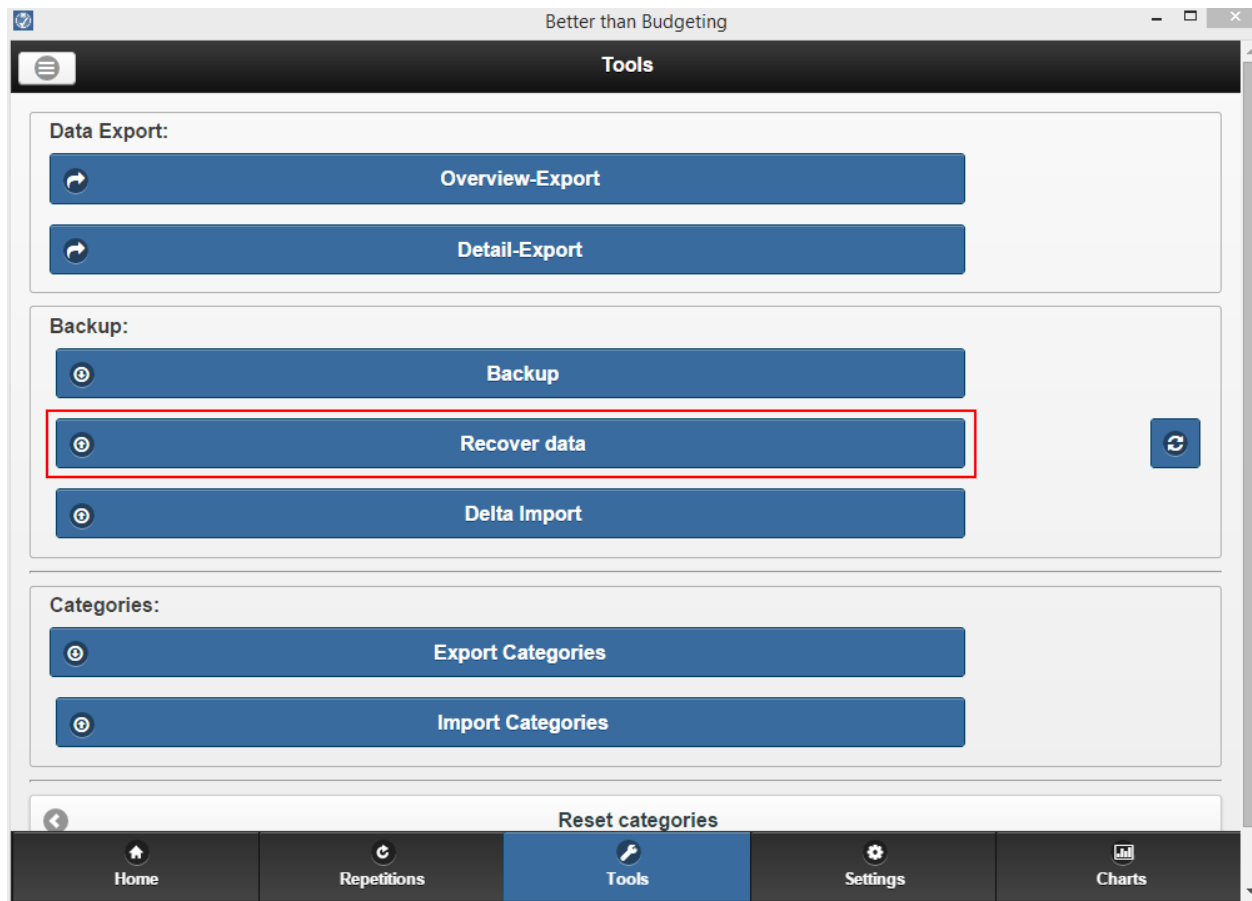 Better than Budgeting
Tools
Data Export:
Overview-Export
Detail-Export
Backup:
Backup
Recover data
Delta Import
Categories:
Export Categories
Import Categories
Reset categories
Home Repetitions Tools Settings Charts